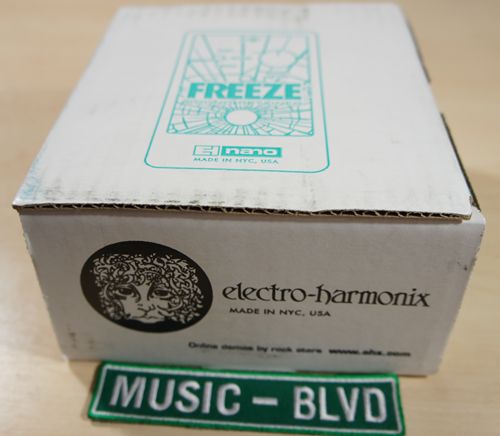 FREEZE
EH nano
MADE IN NYC, USA
electro-harmonix
MADE IN NYC, USA
Online demos by rock stars www.ehx.com
MUSIC - BLVD